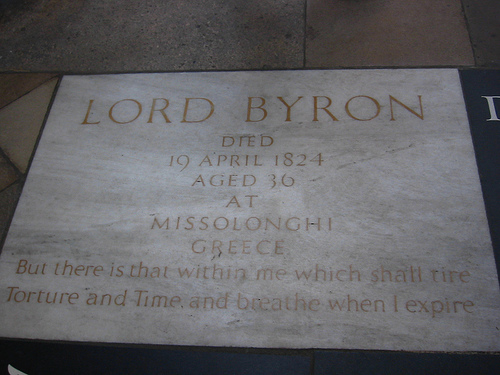 LORD BYRON
DIED
19 APRIL 1824
AGED 36
AT
MISSOLONGHI
GREECE
But there is that within me which shall tire
Torture and Time, and breathe when I expire